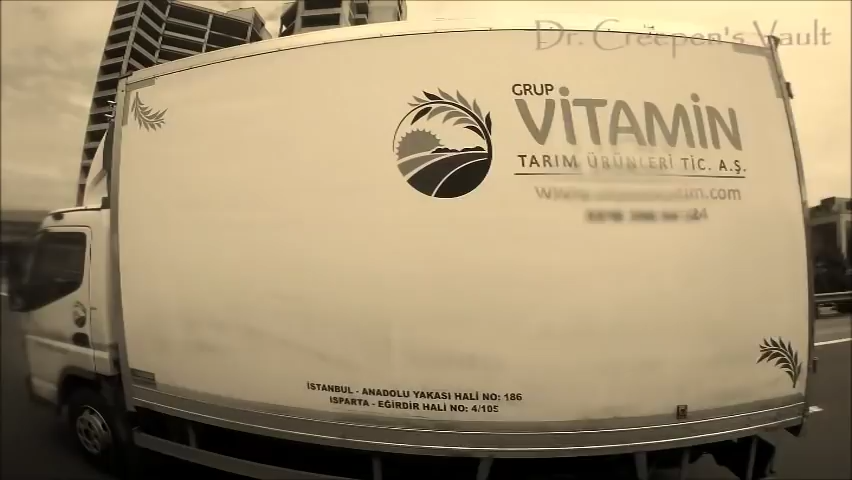 Dr. Creepen's Vault
GRUP
VİTAMİN
TARIM ÜRÜNLERİ TİC. A.Ş.
İSTANBUL - ANADOLU YAKASI HALİ NO: 186
ISPARTA - EĞİRDİR HALİ NO: 4/105